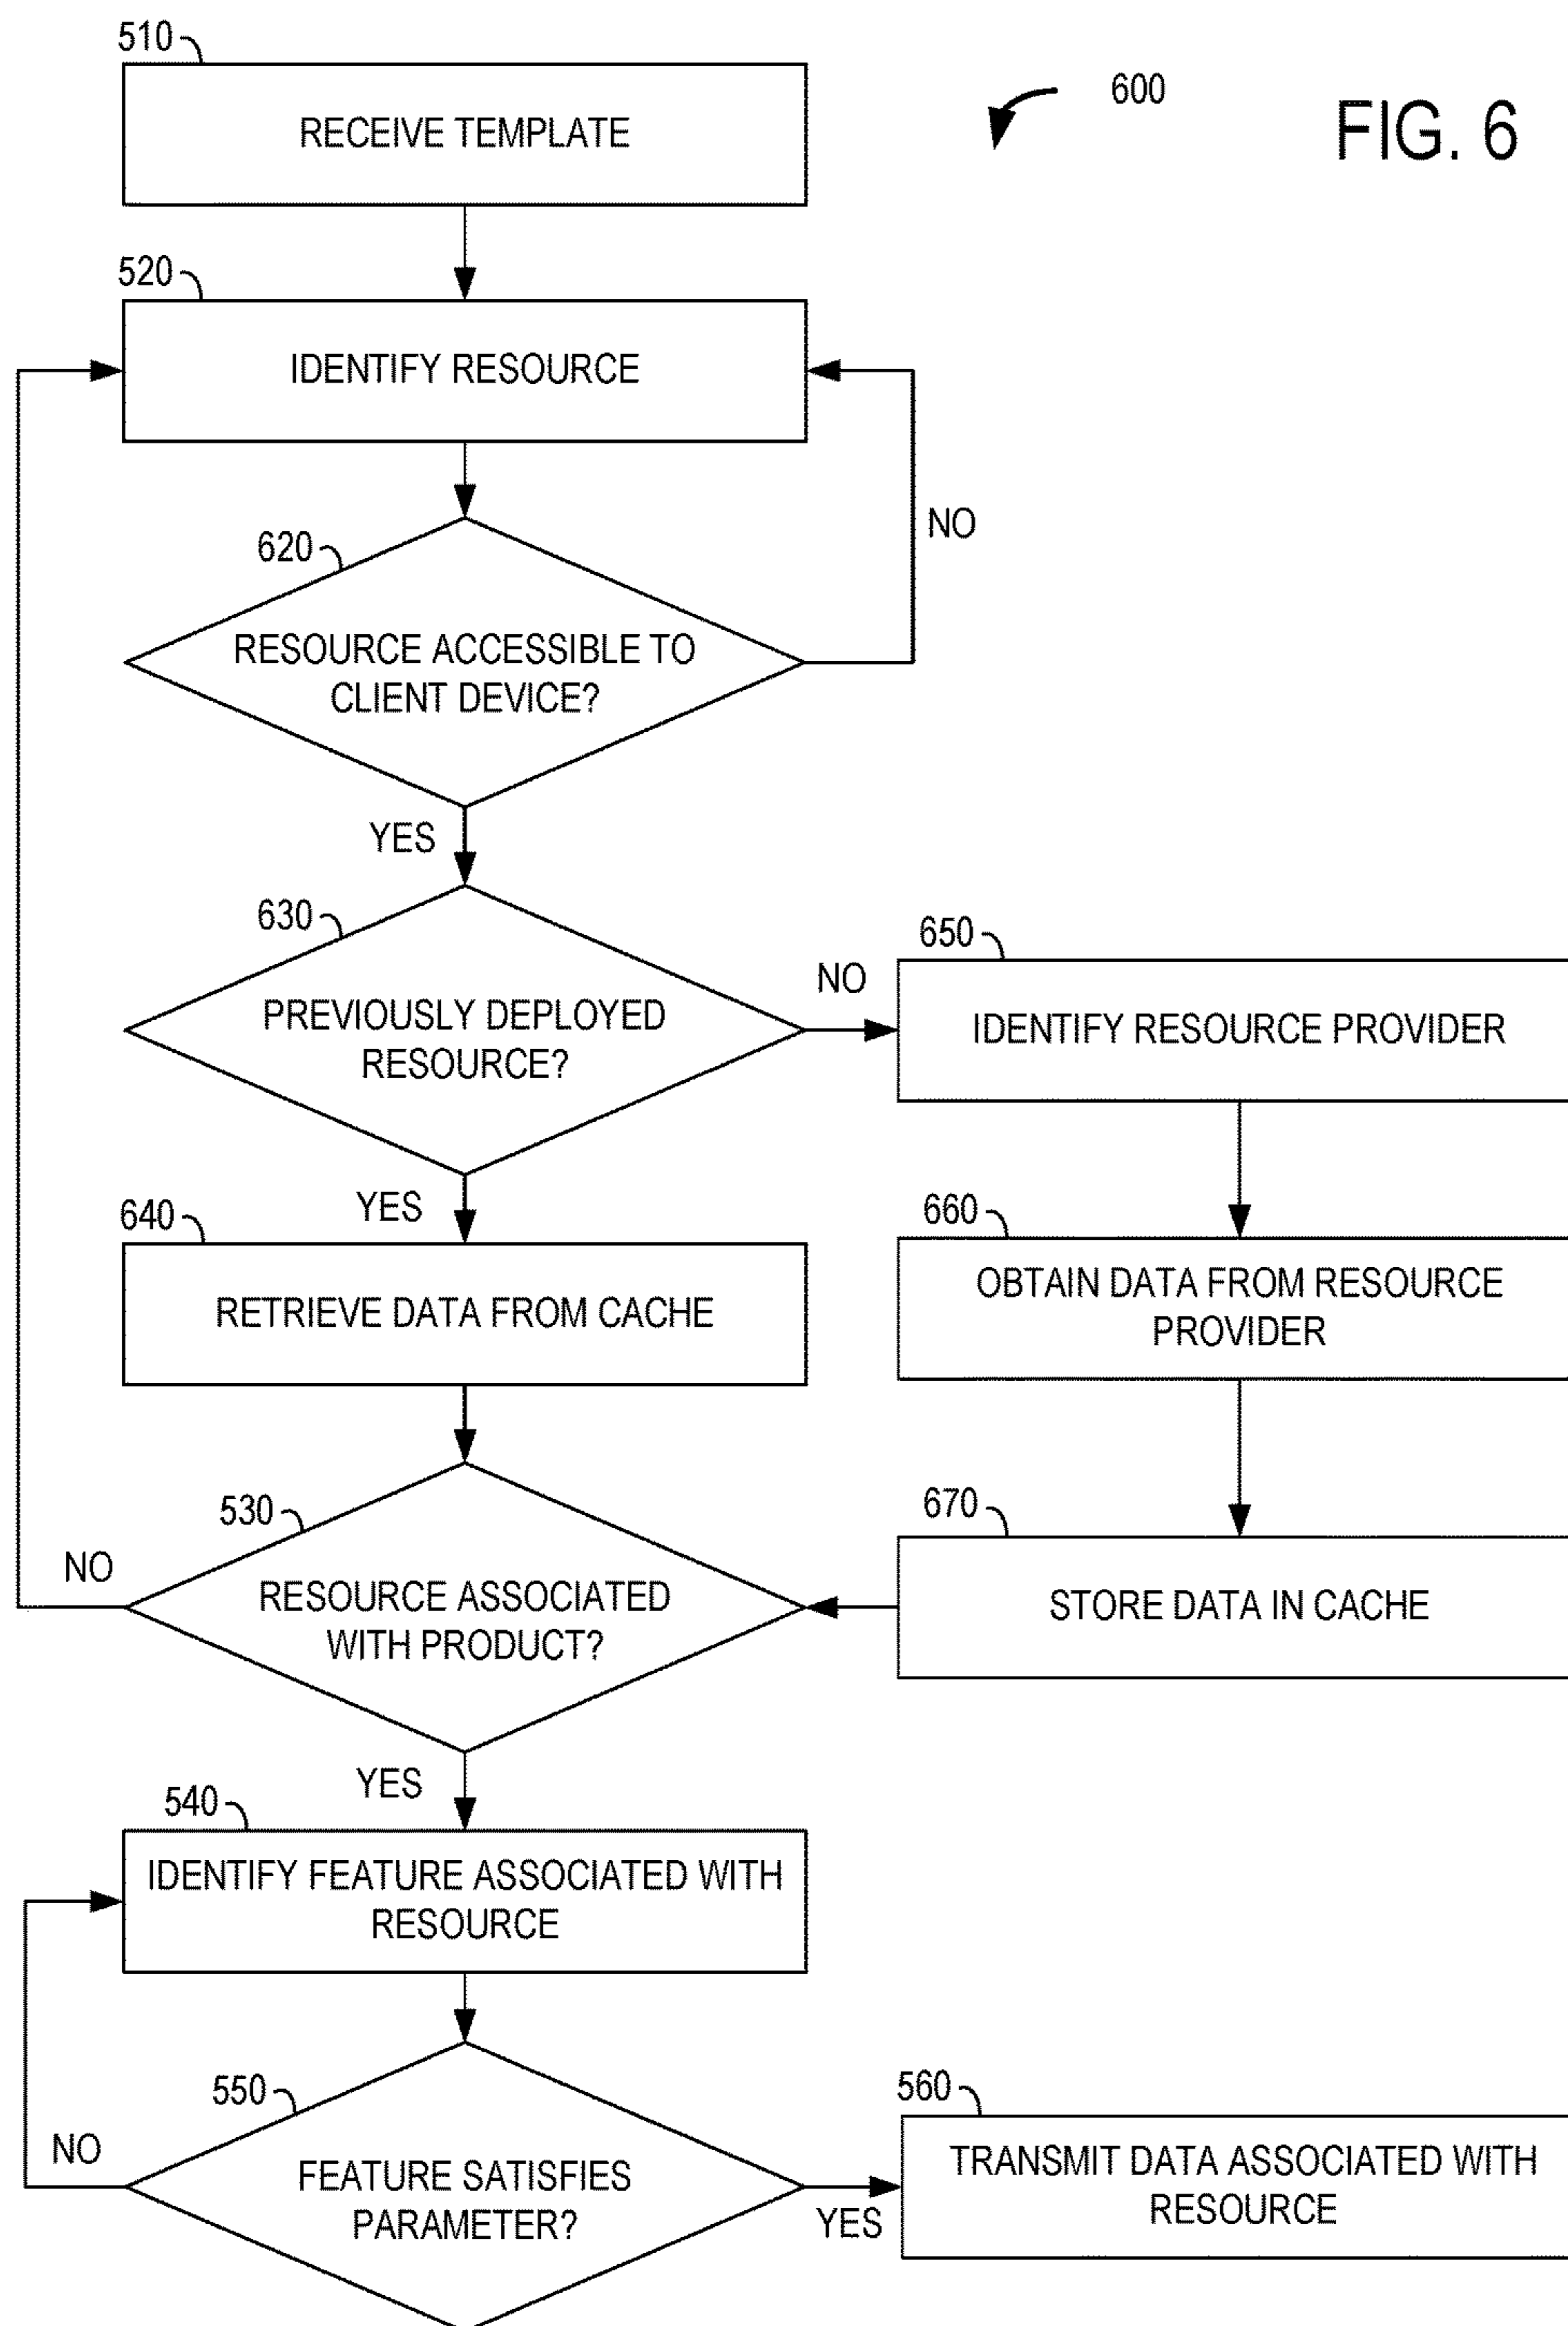 510
RECEIVE TEMPLATE
600
FIG. 6
520
IDENTIFY RESOURCE
NO
620
RESOURCE ACCESSIBLE TO
CLIENT DEVICE?
YES
630
PREVIOUSLY DEPLOYED
RESOURCE?
NO
650
IDENTIFY RESOURCE PROVIDER
YES
640
RETRIEVE DATA FROM CACHE
660
OBTAIN DATA FROM RESOURCE
PROVIDER
530
RESOURCE ASSOCIATED
WITH PRODUCT?
NO
670
STORE DATA IN CACHE
YES
540
IDENTIFY FEATURE ASSOCIATED WITH
RESOURCE
550
FEATURE SATISFIES
PARAMETER?
NO
YES
560
TRANSMIT DATA ASSOCIATED WITH
RESOURCE